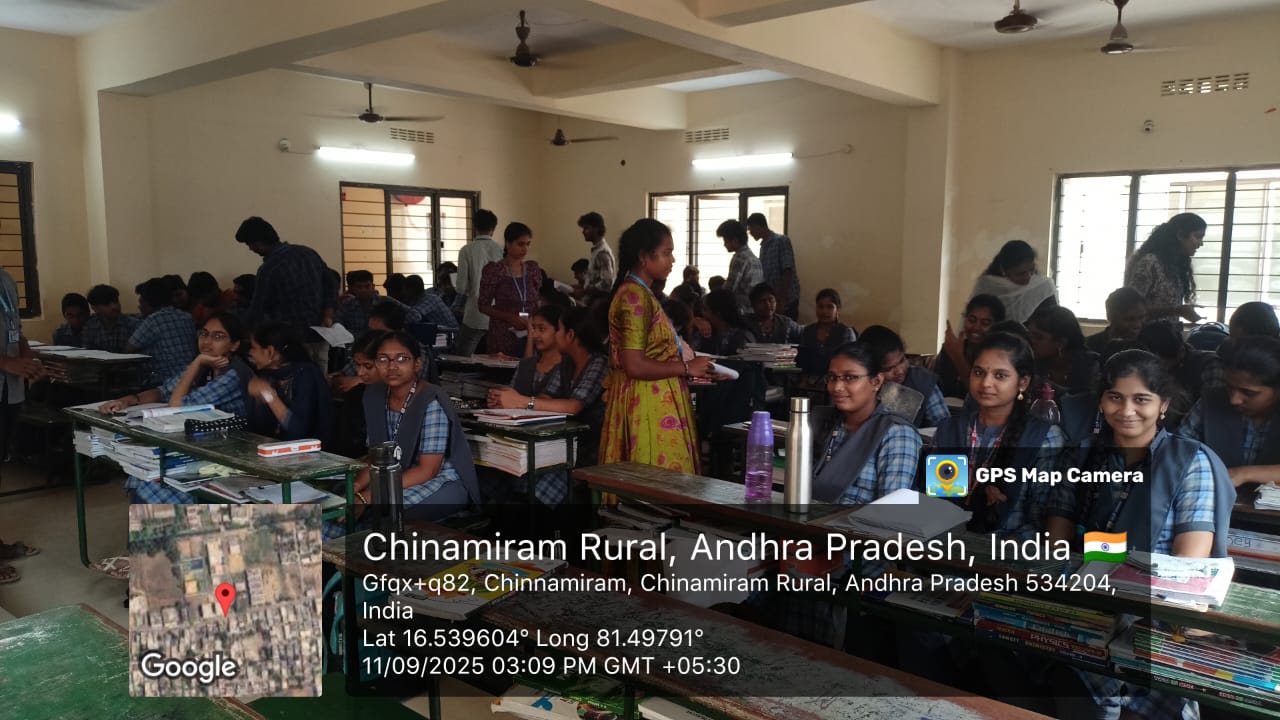 GPS Map Camera
Chinamiram Rural, Andhra Pradesh, India
Gfqx+q82, Chinnamiram, Chinamiram Rural, Andhra Pradesh 534204,
India
Lat 16.539604° Long 81.49791°
11/09/2025 03:09 PM GMT +05:30
Google
PHYSICS